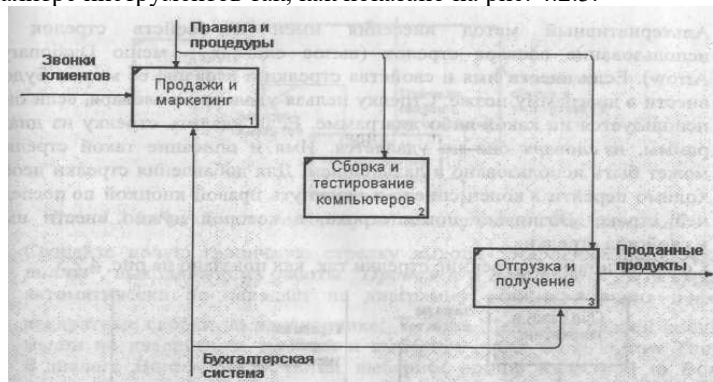 Правила и
процедуры
Звонки
клиентов
Продажи и
маркетинг
1
Сборка и
тестирование
компьютеров
2
Проданные
продукты
Отгрузка и
получение
3
Бухгалтерская
система